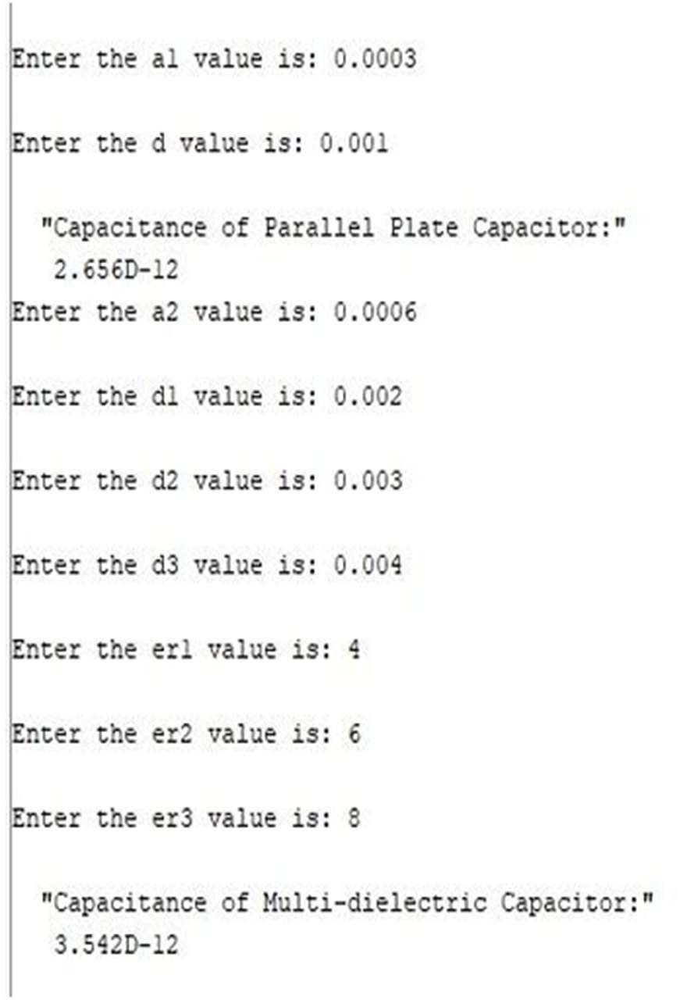 Enter the a1 value is: 0.0003
Enter the d value is: 0.001
"Capacitance of Parallel Plate Capacitor:"
2.656D-12
Enter the a2 value is: 0.0006
Enter the d1 value is: 0.002
Enter the d2 value is: 0.003
Enter the d3 value is: 0.004
Enter the er1 value is: 4
Enter the er2 value is: 6
Enter the er3 value is: 8
"Capacitance of Multi-dielectric Capacitor:"
3.542D-12